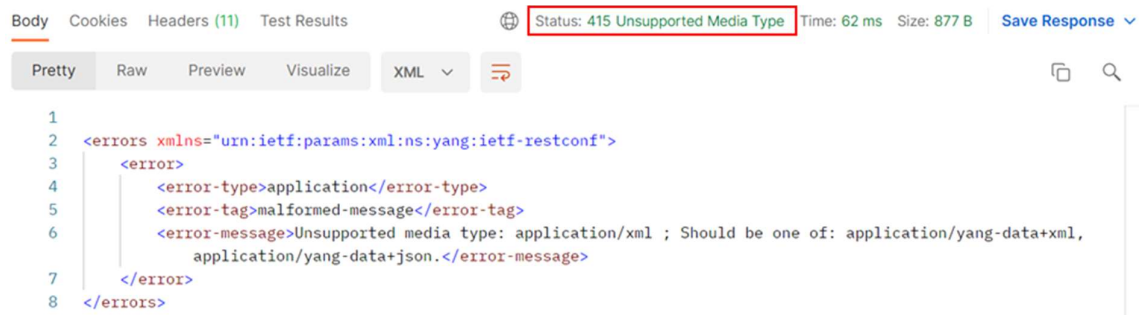 Body Cookies Headers (11) Test Results Status: 415 Unsupported Media Type Time: 62 ms Size: 877 B Save Response
Pretty Raw Preview Visualize XML
1
2 <errors xmlns="urn:ietf:params:xml:ns:yang:ietf-restconf">
3 <error>
4 <error-type>application</error-type>
5 <error-tag>malformed-message</error-tag>
6 <error-message>Unsupported media type: application/xml ; Should be one of: application/yang-data+xml,
application/yang-data+json.</error-message>
7 </error>
8 </errors>